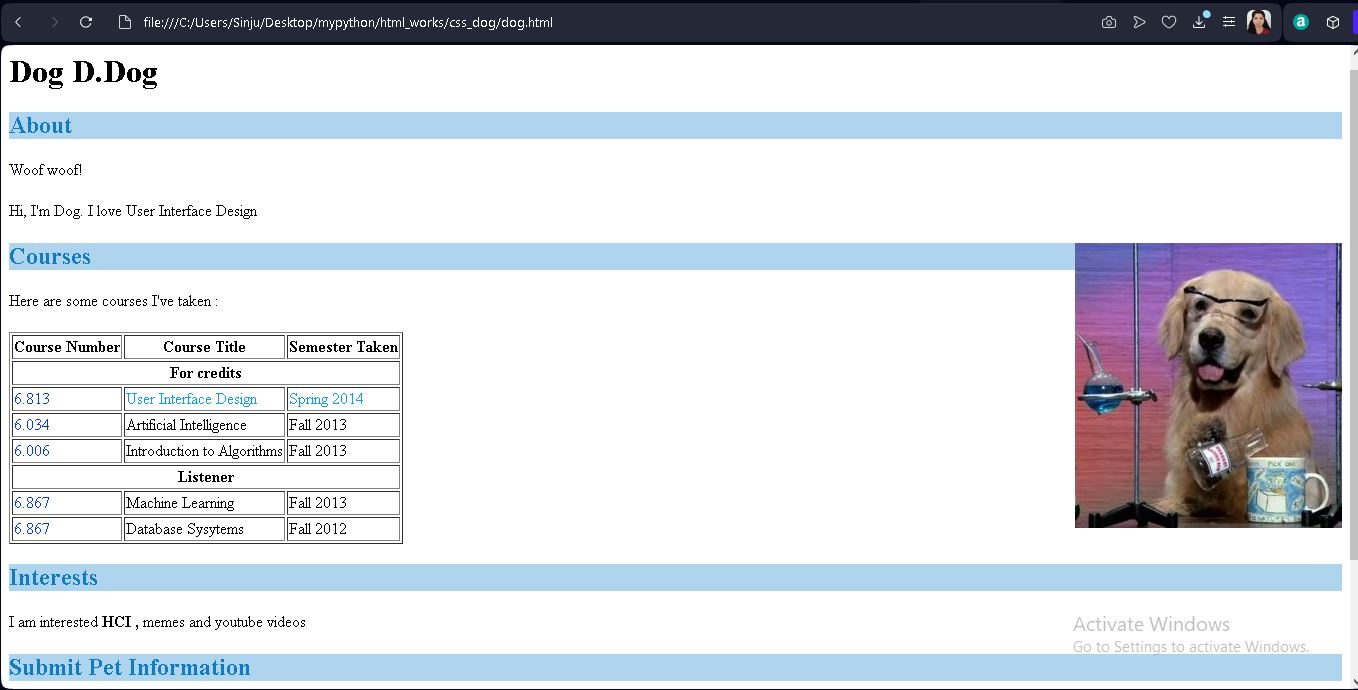 file:///C:/Users/Sinju/Desktop/mypython/html_works/css_dog/dog.html
a
Dog D.Dog
About
Woof woof!
Hi, I'm Dog. I love User Interface Design
Courses
Here are some courses I've taken :
Course Number Course Title Semester Taken
For credits
6.813 User Interface Design Spring 2014
6.034 Artificial Intelligence Fall 2013
6.006 Introduction to Algorithms Fall 2013
Listener
6.867 Machine Learning Fall 2013
6.867 Database Sysytems Fall 2012
PICK ONE
Interests
I am interested HCI , memes and youtube videos
Activate Windows
Go to Settings to activate Windows.
Submit Pet Information